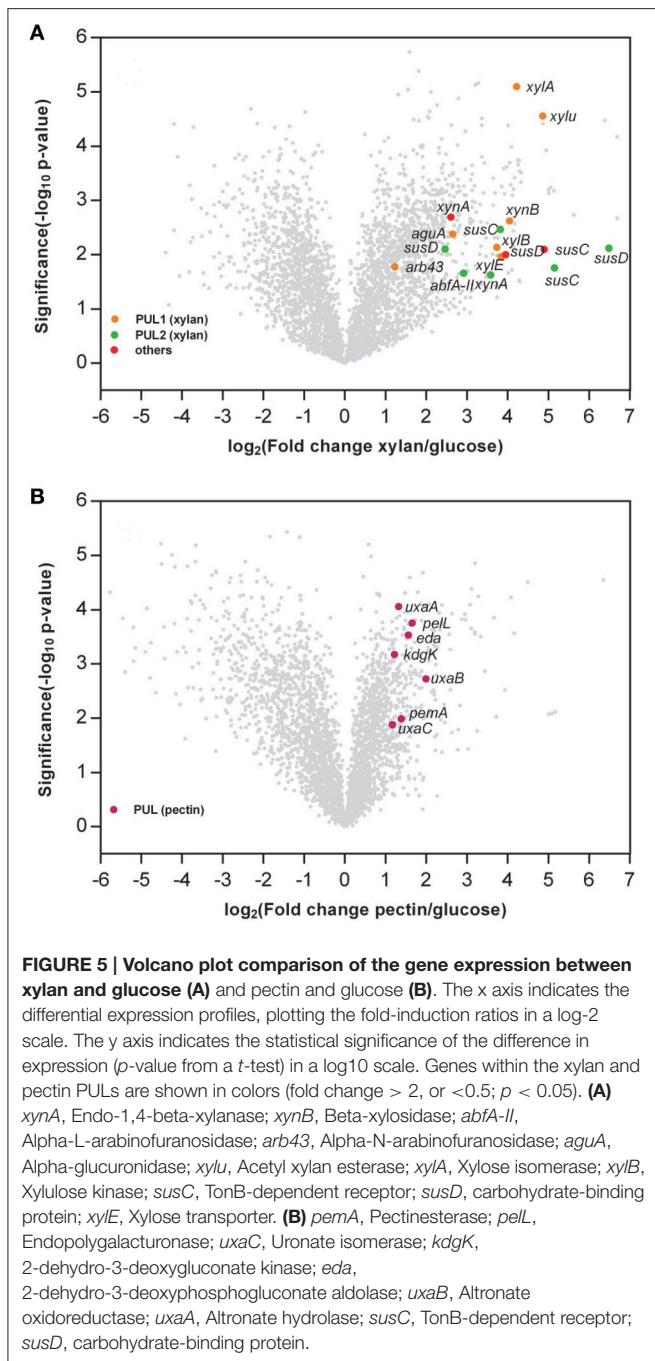 A
Significance(-log10 p-value)
6
5
4
3
2
1
0
xylA
xylu
xynA
xynB
aguA
susC
xylB
susD
susD
susC
susD
arb43
xylE
abfA-II
xynA
susC
PUL1 (xylan)
PUL2 (xylan)
others
-6 -5 -4 -3 -2 -1 0 1 2 3 4 5 6 7
log2(Fold change xylan/glucose)
B
Significance(-log10 p-value)
6
5
4
3
2
1
0
uxaA
pelL
eda
kdgK
uxaB
pemA
uxaC
PUL (pectin)
-6 -5 -4 -3 -2 -1 0 1 2 3 4 5 6 7
log2(Fold change pectin/glucose)
FIGURE 5 | Volcano plot comparison of the gene expression between
xylan and glucose (A) and pectin and glucose (B). The x axis indicates the
differential expression profiles, plotting the fold-induction ratios in a log-2
scale. The y axis indicates the statistical significance of the difference in
expression (p-value from a t-test) in a log10 scale. Genes within the xylan and
pectin PULs are shown in colors (fold change > 2, or <0.5; p < 0.05). (A)
xynA, Endo-1,4-beta-xylanase; xynB, Beta-xylosidase; abfA-II,
Alpha-L-arabinofuranosidase; arb43, Alpha-N-arabinofuranosidase; aguA,
Alpha-glucuronidase; xylu, Acetyl xylan esterase; xylA, Xylose isomerase; xylB,
Xylulose kinase; susC, TonB-dependent receptor; susD, carbohydrate-binding
protein; xylE, Xylose transporter. (B) pemA, Pectinesterase; pelL,
Endopolygalacturonase; uxaC, Uronate isomerase; kdgK,
2-dehydro-3-deoxygluconate kinase; eda,
2-dehydro-3-deoxyphosphogluconate aldolase; uxaB, Altronate
oxidoreductase; uxaA, Altronate hydrolase; susC, TonB-dependent receptor;
susD, carbohydrate-binding protein.